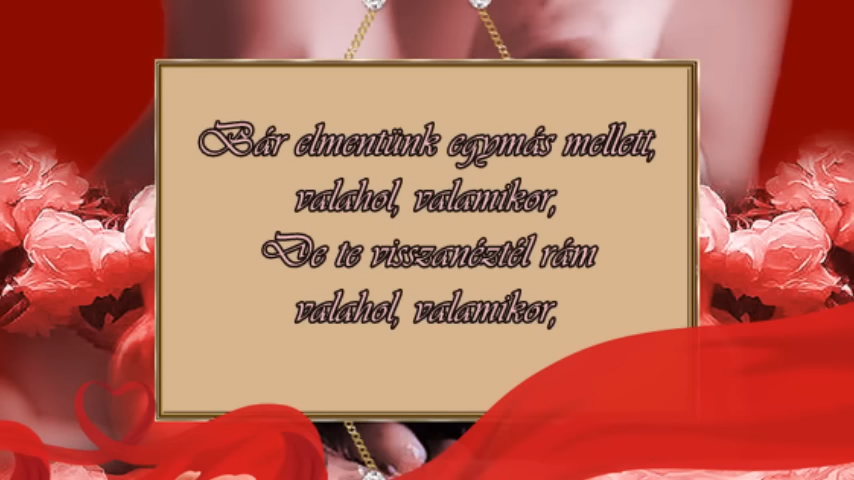 Bár elmentünk egymás mellett,
valahol, valamikor,
De te visszanéztél rám
valahol, valamikor,